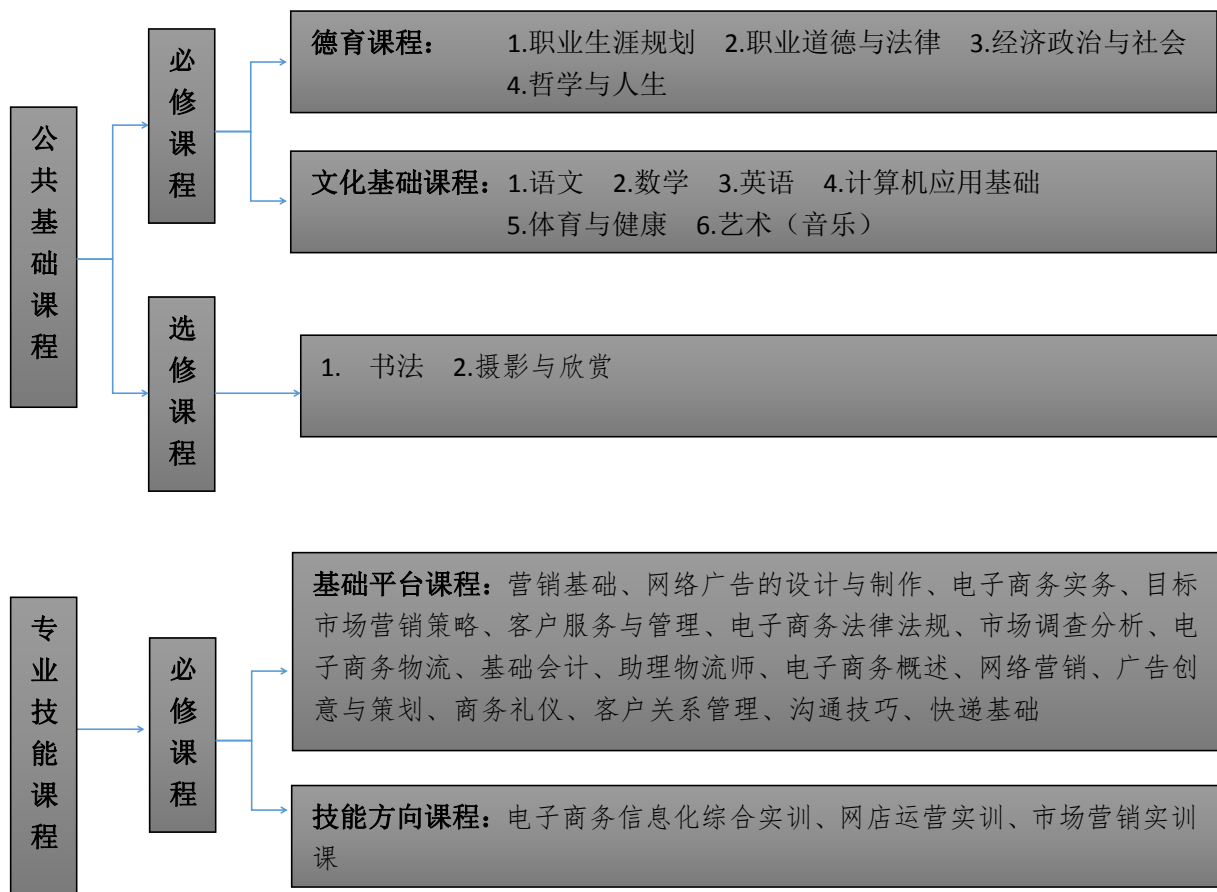 公共基础课程
必修课程
德育课程： 1.职业生涯规划 2.职业道德与法律 3.经济政治与社会
4.哲学与人生
文化基础课程：1.语文 2.数学 3.英语 4.计算机应用基础
5.体育与健康 6.艺术（音乐）
选修课程
1. 书法 2.摄影与欣赏
专业技能课程
必修课程
基础平台课程：营销基础、网络广告的设计与制作、电子商务实务、目标
市场营销策略、客户服务与管理、电子商务法律法规、市场调查分析、电
子商务物流、基础会计、助理物流师、电子商务概述、网络营销、广告创
意与策划、商务礼仪、客户关系管理、沟通技巧、快递基础
技能方向课程：电子商务信息化综合实训、网店运营实训、市场营销实训
课